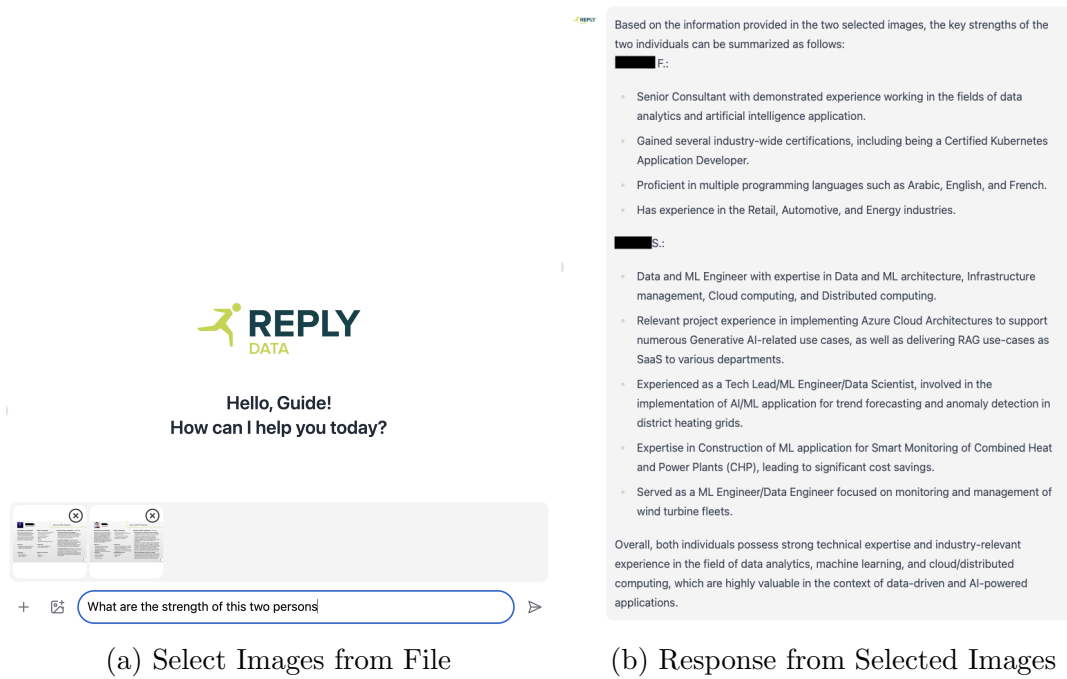 REPLY
DATA
Hello, Guide!
How can I help you today?
What are the strength of this two persons
(a) Select Images from File
REPLY
Based on the information provided in the two selected images, the key strengths of the
two individuals can be summarized as follows:
F.:
Senior Consultant with demonstrated experience working in the fields of data
analytics and artificial intelligence application.
Gained several industry-wide certifications, including being a Certified Kubernetes
Application Developer.
Proficient in multiple programming languages such as Arabic, English, and French.
Has experience in the Retail, Automotive, and Energy industries.
S.:
Data and ML Engineer with expertise in Data and ML architecture, Infrastructure
management, Cloud computing, and Distributed computing.
Relevant project experience in implementing Azure Cloud Architectures to support
numerous Generative AI-related use cases, as well as delivering RAG use-cases as
SaaS to various departments.
Experienced as a Tech Lead/ML Engineer/Data Scientist, involved in the
implementation of AI/ML application for trend forecasting and anomaly detection in
district heating grids.
Expertise in Construction of ML application for Smart Monitoring of Combined Heat
and Power Plants (CHP), leading to significant cost savings.
Served as a ML Engineer/Data Engineer focused on monitoring and management of
wind turbine fleets.
Overall, both individuals possess strong technical expertise and industry-relevant
experience in the field of data analytics, machine learning, and cloud/distributed
computing, which are highly valuable in the context of data-driven and AI-powered
applications.
(b) Response from Selected Images